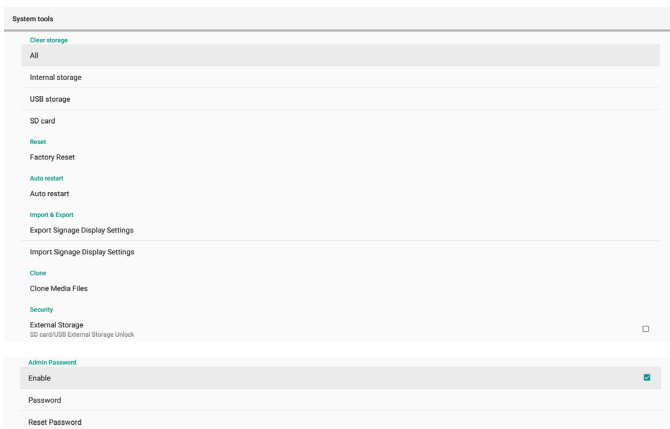 System tools
Clear storage
All
Internal storage
USB storage
SD card
Reset
Factory Reset
Auto restart
Auto restart
Import & Export
Export Signage Display Settings
Import Signage Display Settings
Clone
Clone Media Files
Security
External Storage
SD card/USB External Storage Unlock
Admin Password
Enable
Password
Reset Password